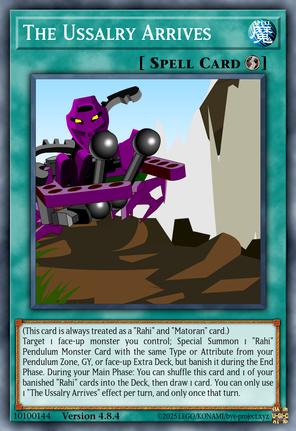 The Ussalry Arrives
[ Spell Card ]
(This card is always treated as a "Rahi" and "Matoran" card.)
Target 1 face-up monster you control; Special Summon 1 "Rahi"
Pendulum Monster Card with the same Type or Attribute from your
Pendulum Zone, GY, or face-up Extra Deck, but banish it during the End
Phase. During your Main Phase: You can shuffle this card and 1 of your
banished "Rahi" cards into the Deck, then draw 1 card. You can only use
1 "The Ussalry Arrives" effect per turn, and only once that turn.
10100144 Version 4.8.4 ©2025 LEGO/KONAMI/bye-project.xyz